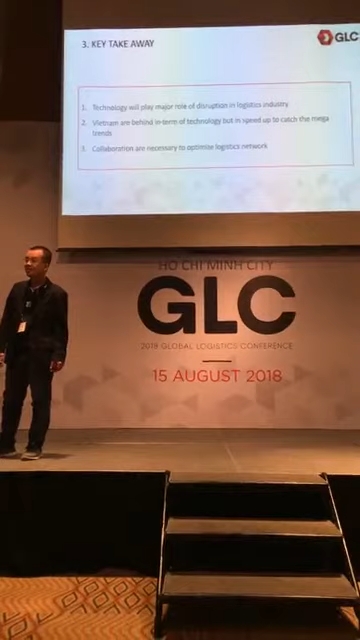 3. KEY TAKE AWAY
GLC
1. Technology will play major role of disruption in logistics industry
2. Vietnam are behind in term of technology but in speed up to catch the mega
trends
3. Collaboration are necessary to optimise logistics network
HO CHI MINH CITY
GLC
2018 GLOBAL LOGISTICS CONFERENCE
15 AUGUST 2018